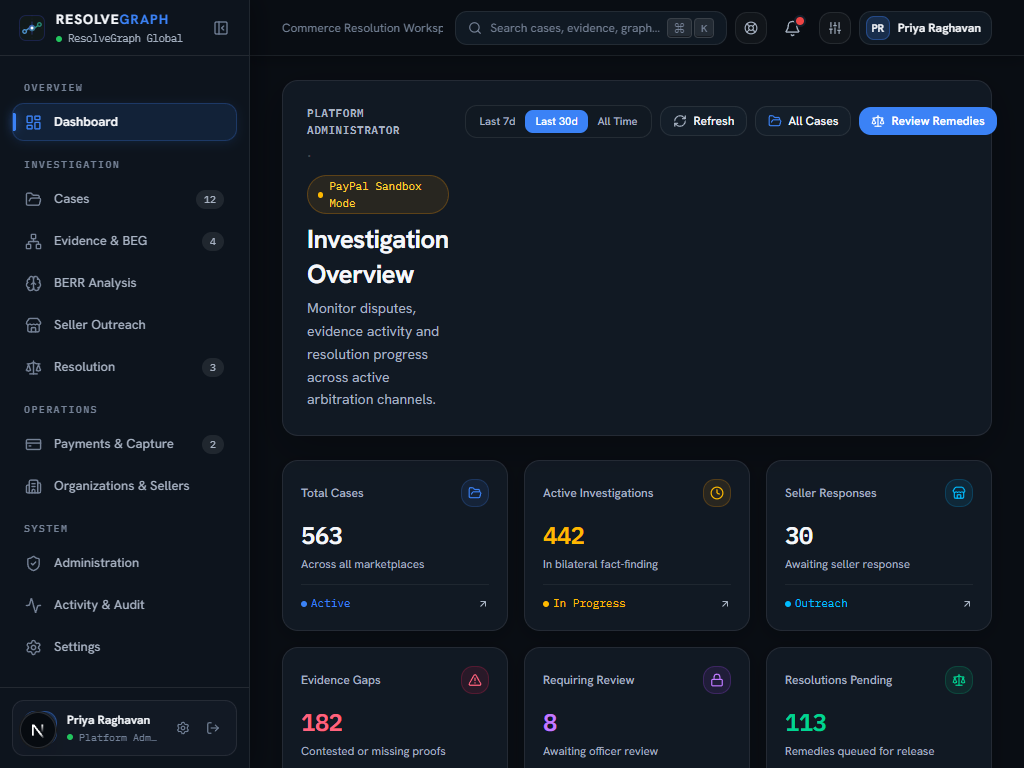 RESOLVEGRAPH
ResolveGraph Global
OVERVIEW
Dashboard
INVESTIGATION
Cases 12
Evidence & BEG 4
BERR Analysis
Seller Outreach
Resolution 3
OPERATIONS
Payments & Capture 2
Organizations & Sellers
SYSTEM
Administration
Activity & Audit
Settings
N
Priya Raghavan
Platform Adm…
Commerce Resolution Worksp
Search cases, evidence, graph... ⌘ K
PR Priya Raghavan
PLATFORM
ADMINISTRATOR
·
PayPal Sandbox
Mode
Investigation
Overview
Monitor disputes,
evidence activity and
resolution progress
across active
arbitration channels.
Last 7d Last 30d All Time
Refresh
All Cases
Review Remedies
Total Cases
563
Across all marketplaces
Active
Active Investigations
442
In bilateral fact-finding
In Progress
Seller Responses
30
Awaiting seller response
Outreach
Evidence Gaps
182
Contested or missing proofs
Requiring Review
8
Awaiting officer review
Resolutions Pending
113
Remedies queued for release